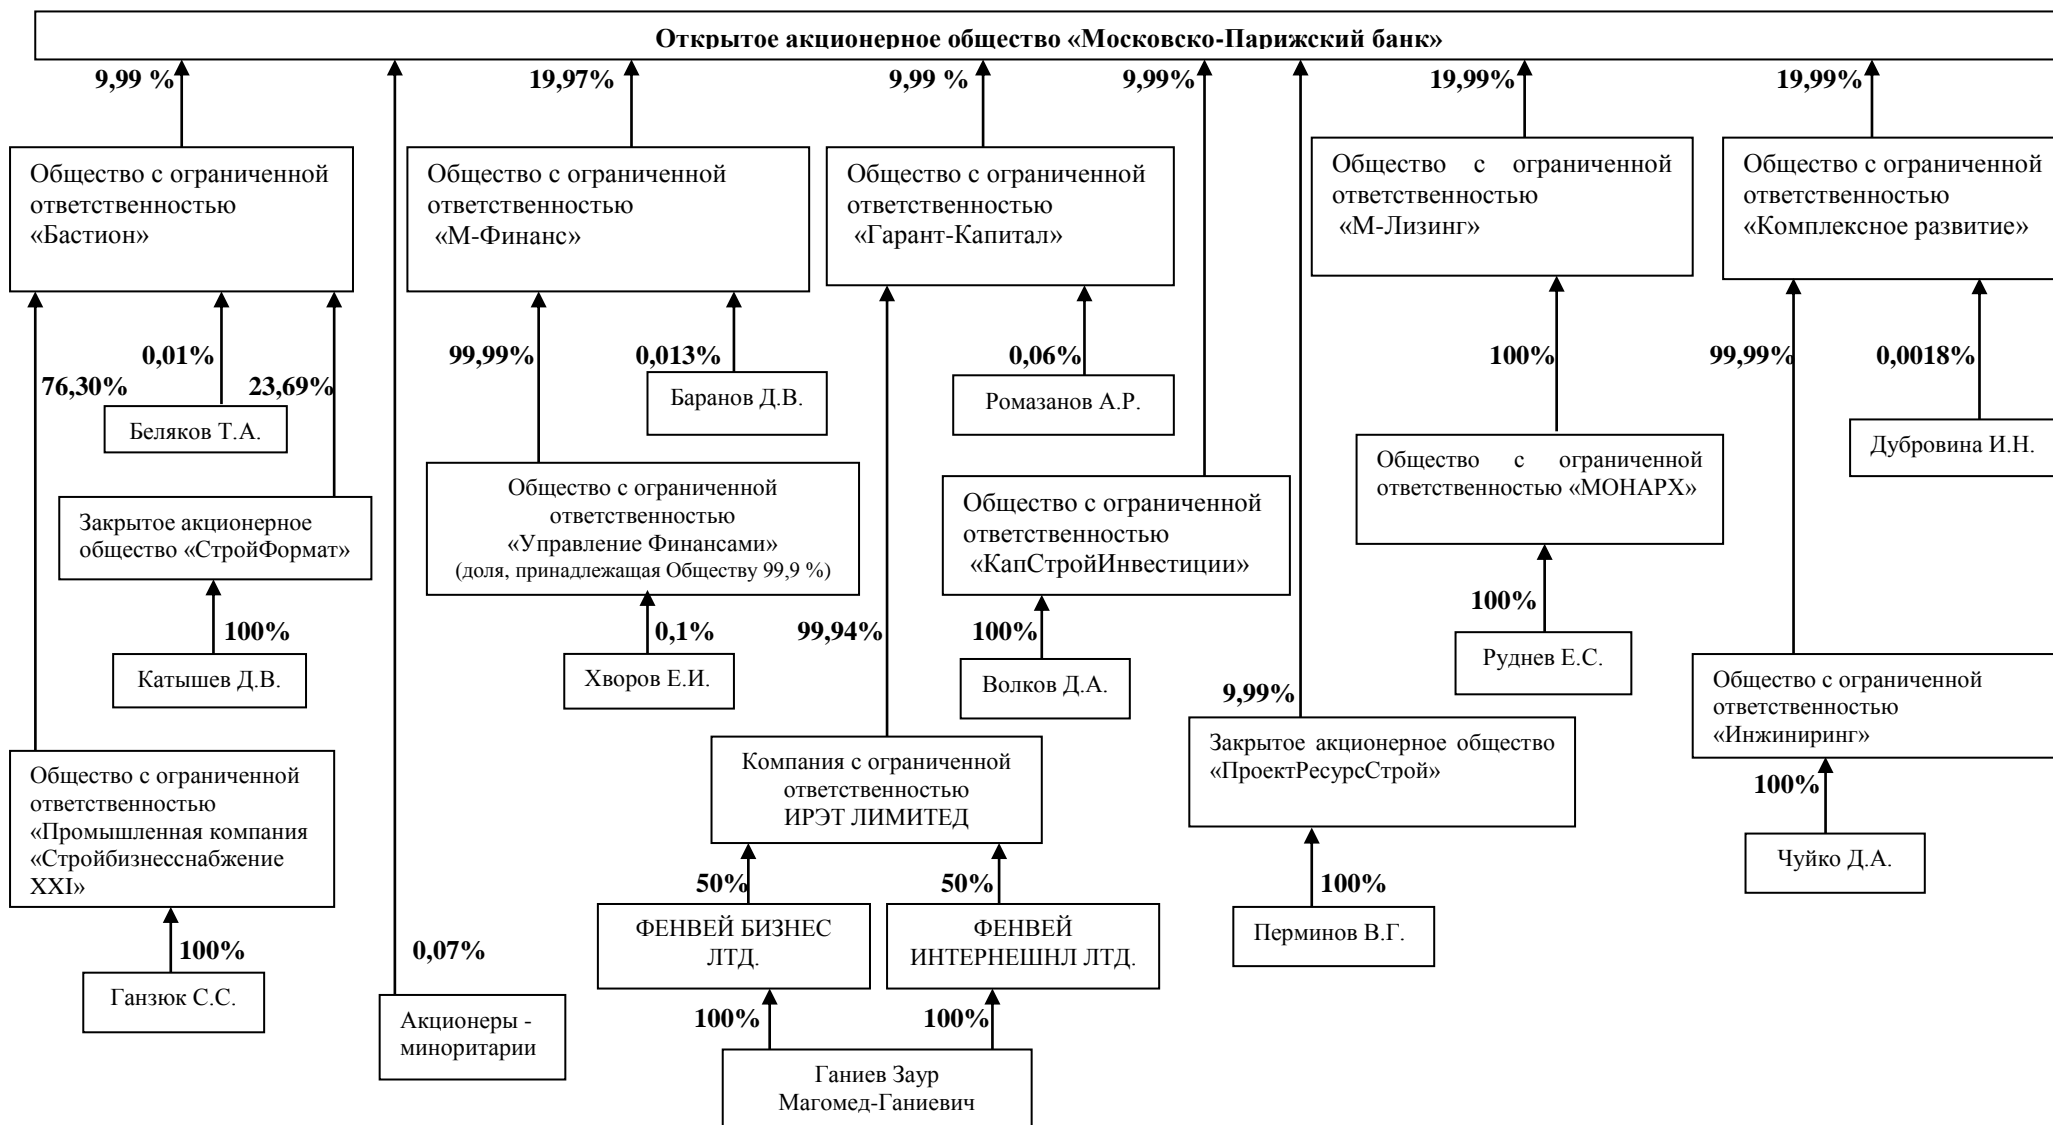 Открытое акционерное общество «Московско-Парижский банк»
9,99 %
19,97%
9,99 %
9,99%
19,99%
19,99%
Общество с ограниченной
ответственностью
«Бастион»
Общество с ограниченной
ответственностью
«М-Финанс»
Общество с ограниченной
ответственностью
«Гарант-Капитал»
Общество с ограниченной
ответственностью
«М-Лизинг»
Общество с ограниченной
ответственностью
«Комплексное развитие»
76,30%
0,01%
23,69%
99,99%
0,013%
0,06%
100%
99,99%
0,0018%
Беляков Т.А.
Баранов Д.В.
Ромазанов А.Р.
Дубровина И.Н.
Закрытое акционерное
общество «СтройФормат»
Общество с ограниченной
ответственностью
«Управление Финансами»
(доля, принадлежащая Обществу 99,9 %)
Общество с ограниченной
ответственностью
«КапСтройИнвестиции»
Общество с ограниченной
ответственностью «МОНАРХ»
100%
0,1%
99,94%
100%
100%
Катышев Д.В.
Хворов Е.И.
Волков Д.А.
Руднев Е.С.
9,99%
Общество с ограниченной
ответственностью
«Инжиниринг»
Общество с ограниченной
ответственностью
«Промышленная компания
«Стройбизнесснабжение
XXI»
Компания с ограниченной
ответственностью
ИРЭТ ЛИМИТЕД
Закрытое акционерное общество
«ПроектРесурсСтрой»
100%
Чуйко Д.А.
50%
50%
100%
ФЕНВЕЙ БИЗНЕС
ЛТД.
ФЕНВЕЙ
ИНТЕРНЕШНЛ ЛТД.
Перминов В.Г.
100%
0,07%
Ганзюк С.С.
Акционеры -
миноритарии
100%
100%
Ганиев Заур
Магомед-Ганиевич